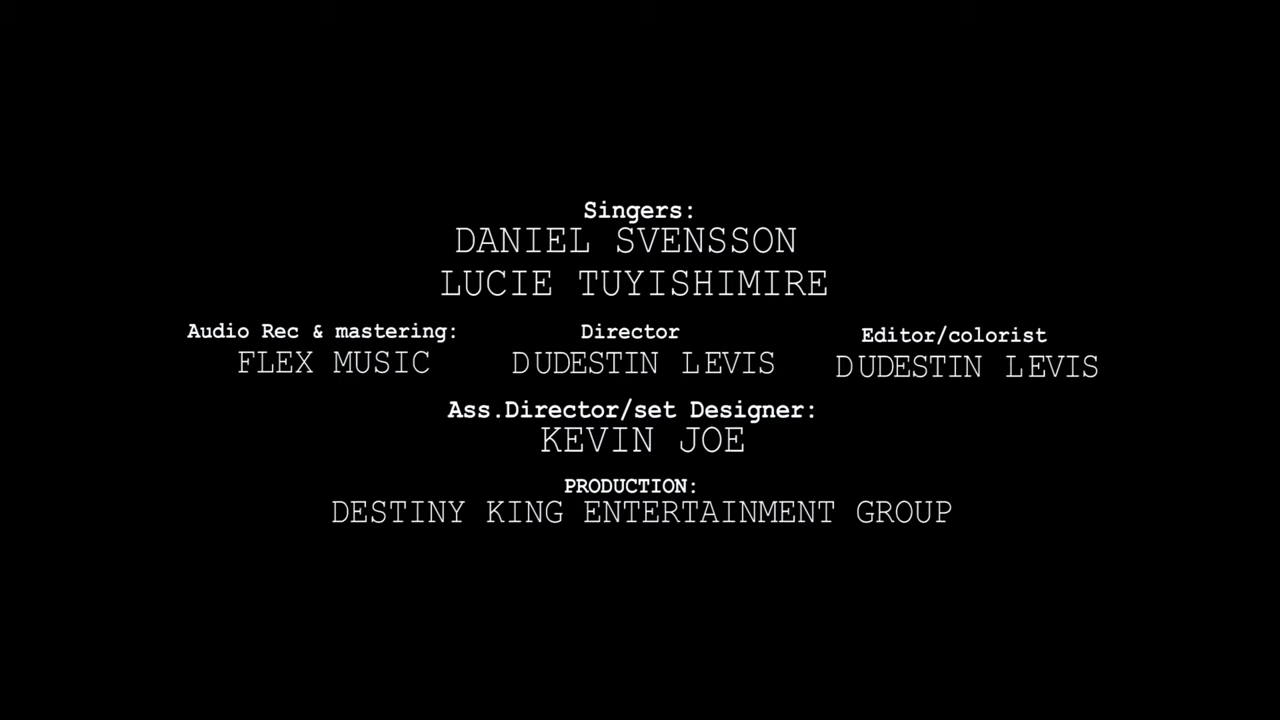 Singers:
DANIEL SVENSSON
LUCIE TUYISHIMIRE
Audio Rec & mastering: Director Editor/colorist
FLEX MUSIC DUDESTIN LEVIS DUDESTIN LEVIS
Ass.Director/set Designer:
KEVIN JOE
PRODUCTION:
DESTINY KING ENTERTAINMENT GROUP